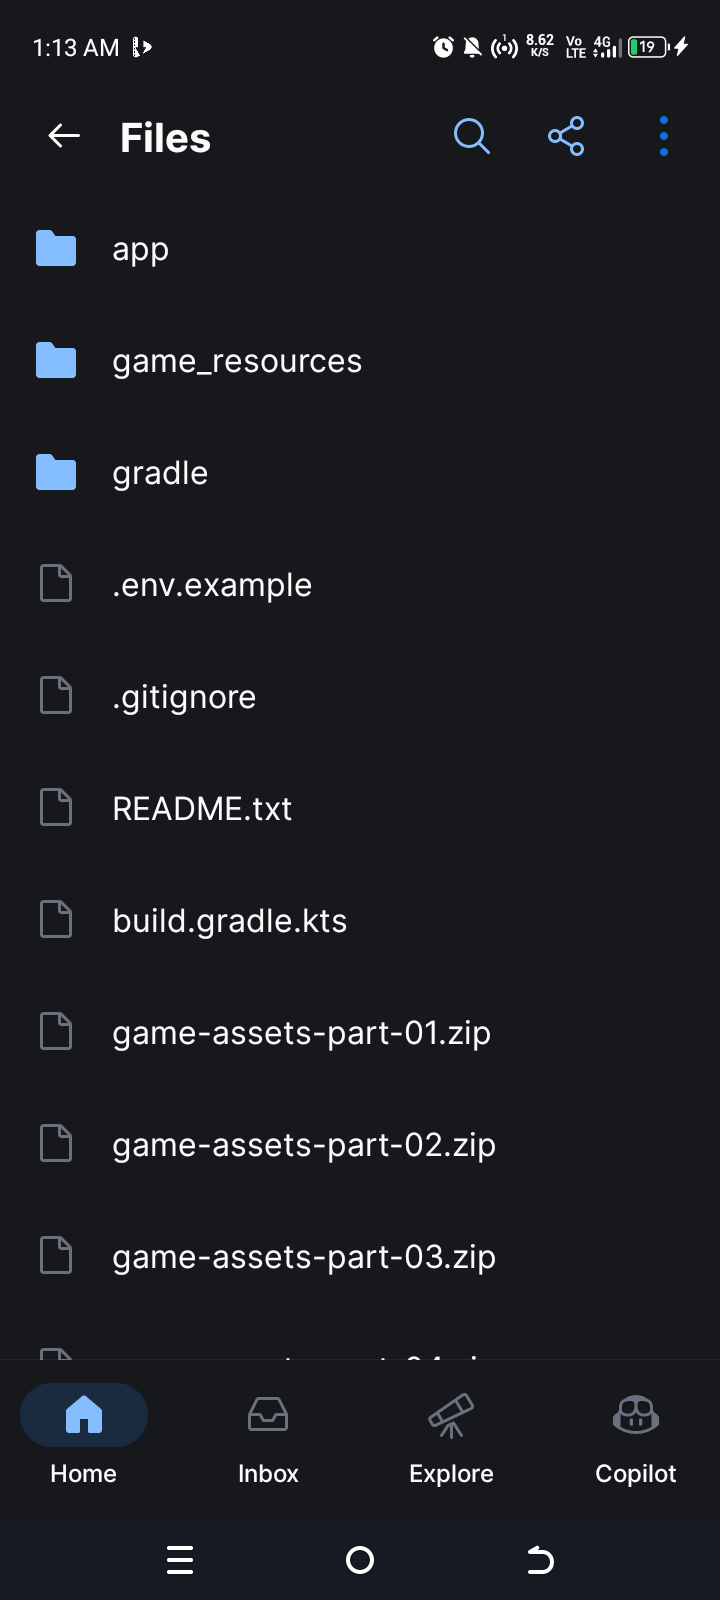 1:13 AM
8.62 K/S
Vo LTE
4G
19
Files
app
game_resources
gradle
.env.example
.gitignore
README.txt
build.gradle.kts
game-assets-part-01.zip
game-assets-part-02.zip
game-assets-part-03.zip
Home
Inbox
Explore
Copilot